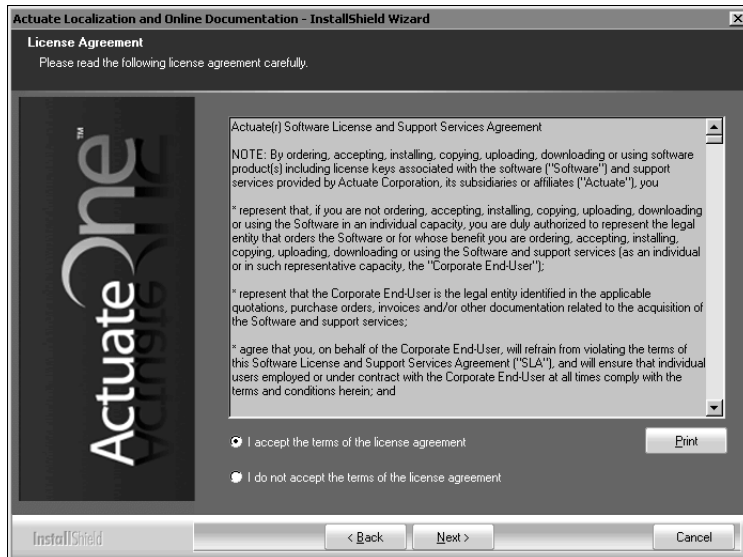 Actuate Localization and Online Documentation - InstallShield Wizard
License Agreement
Please read the following license agreement carefully.
ActuateOne™
Actuate(r) Software License and Support Services Agreement
NOTE: By ordering, accepting, installing, copying, uploading, downloading or using software
product(s) including license keys associated with the software ("Software") and support
services provided by Actuate Corporation, its subsidiaries or affiliates ("Actuate"), you
* represent that, if you are not ordering, accepting, installing, copying, uploading, downloading
or using the Software in an individual capacity, you are duly authorized to represent the legal
entity that orders the Software or for whose benefit you are ordering, accepting, installing,
copying, uploading, downloading or using the Software and support services (as an individual
or in such representative capacity, the "Corporate End-User");
* represent that the Corporate End-User is the legal entity identified in the applicable
quotations, purchase orders, invoices and/or other documentation related to the acquisition of
the Software and support services;
* agree that you, on behalf of the Corporate End-User, will refrain from violating the terms of
this Software License and Support Services Agreement ("SLA"), and will ensure that individual
users employed or under contract with the Corporate End-User at all times comply with the
terms and conditions herein; and
I accept the terms of the license agreement
Print
I do not accept the terms of the license agreement
InstallShield
< Back
Next >
Cancel